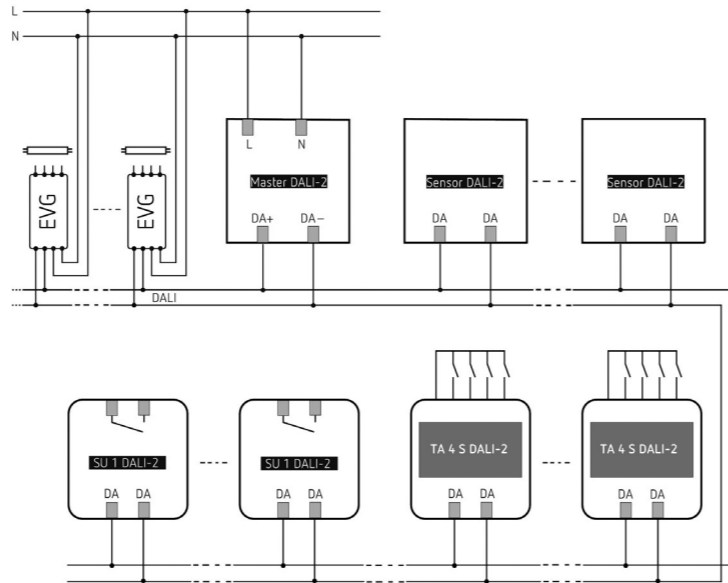 L
N
L N
Master DALI-2 Sensor DALI-2 Sensor DALI-2
EVG EVG
DA+ DA− DA DA DA DA
DALI
TA 4 S DALI-2 TA 4 S DALI-2
SU 1 DALI-2 SU 1 DALI-2
DA DA DA DA DA DA DA DA